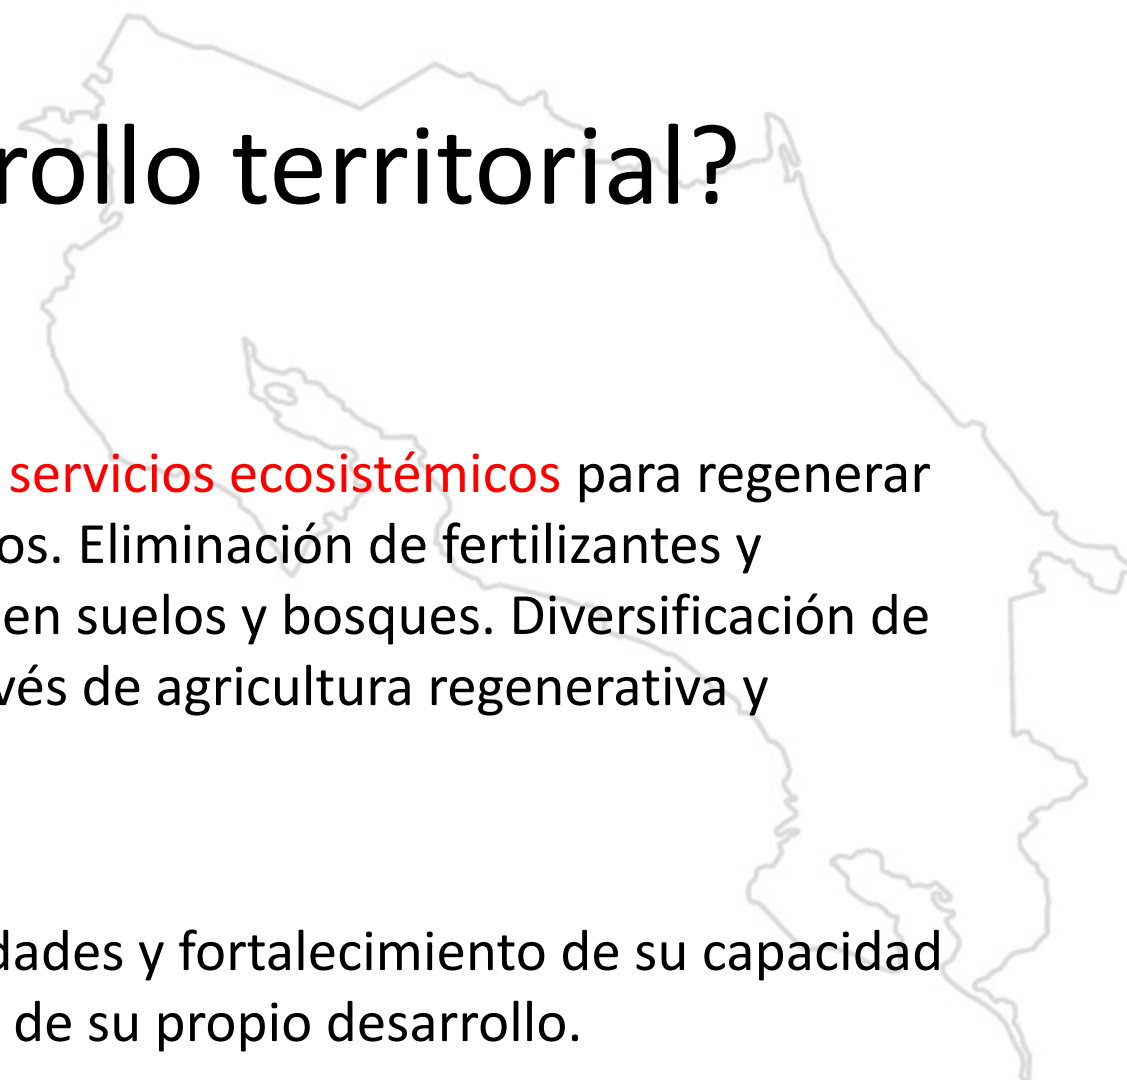 rollo territorial?
servicios ecosistémicos para regenerar
os. Eliminación de fertilizantes y
en suelos y bosques. Diversificación de
vés de agricultura regenerativa y
dades y fortalecimiento de su capacidad
de su propio desarrollo.